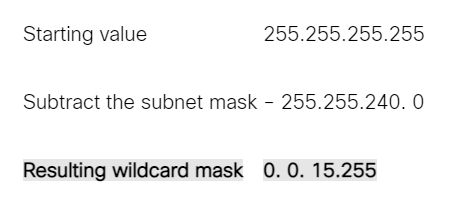 Starting value 255.255.255.255
Subtract the subnet mask – 255.255.240. 0
Resulting wildcard mask 0. 0. 15.255